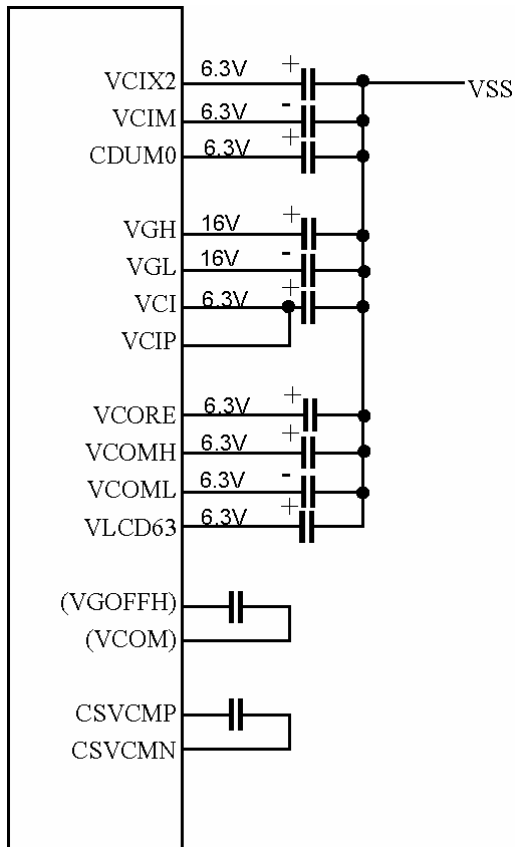 VCIX2 6.3V +
VSS
VCIM 6.3V -
CDUM0 6.3V +
VGH 16V +
VGL 16V -
VCI 6.3V +
VCIP
VCORE 6.3V +
VCOMH 6.3V +
VCOML 6.3V -
VLCD63 6.3V +
(VGOFFH)
(VCOM)
CSVCMP
CSVCMN